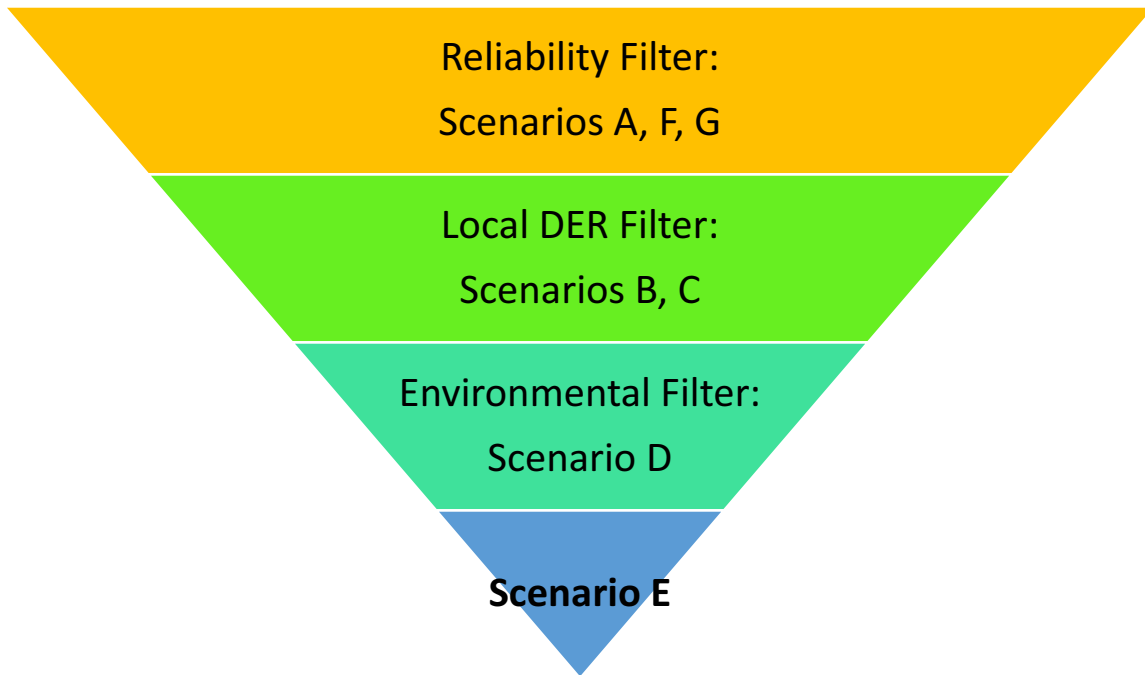 Reliability Filter:
Scenarios A, F, G
Local DER Filter:
Scenarios B, C
Environmental Filter:
Scenario D
Scenario E